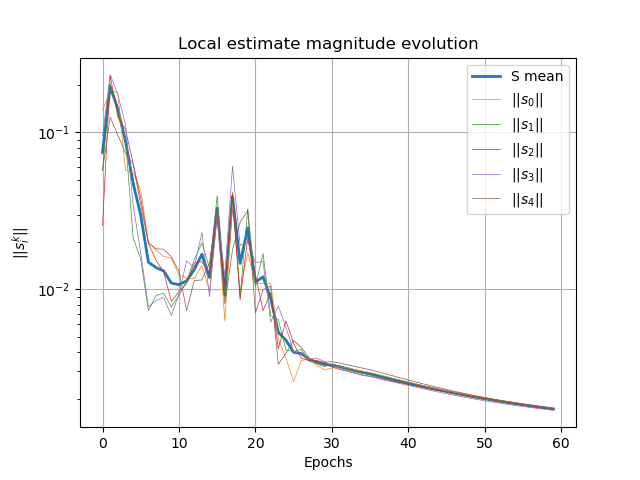 Local estimate magnitude evolution
S mean
||s₀||
||s₁||
||s₂||
||s₃||
||s₄||
10⁻¹
10⁻²
||sᵢᵏ||
0 10 20 30 40 50 60
Epochs